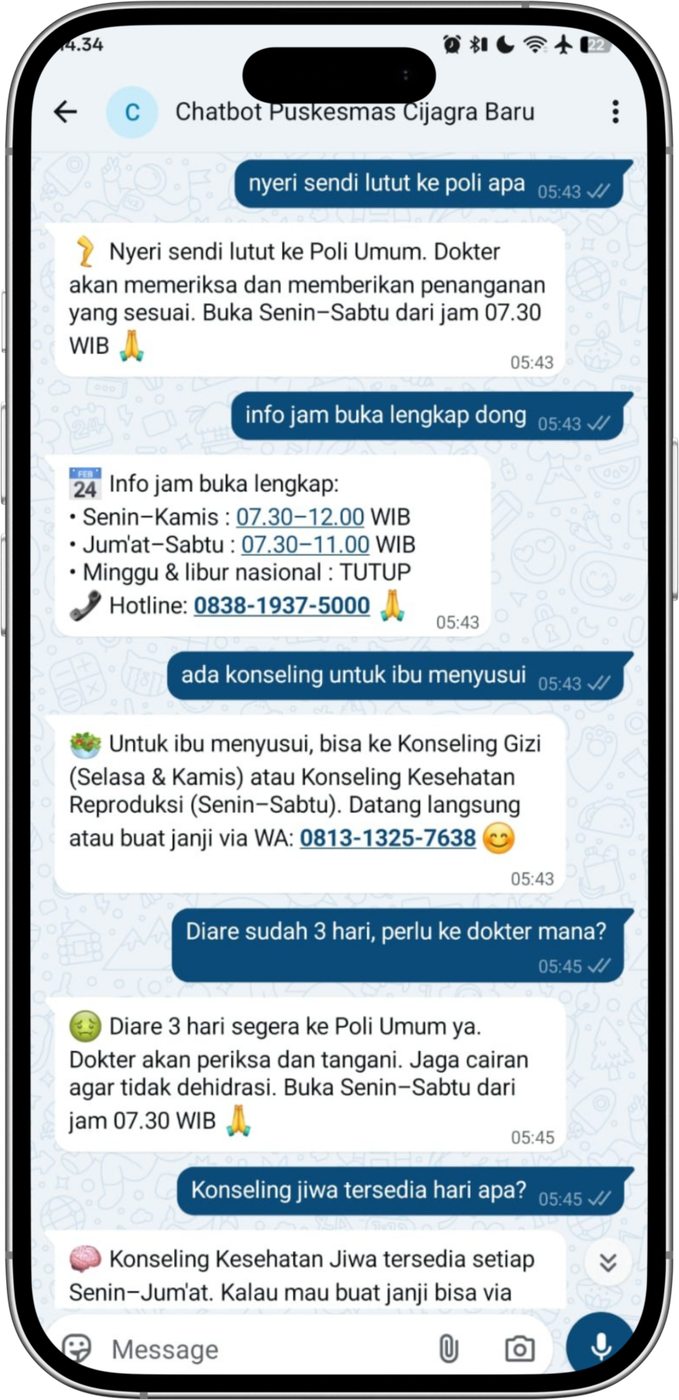 4.34
22
C Chatbot Puskesmas Cijagra Baru
nyeri sendi lutut ke poli apa 05:43
Nyeri sendi lutut ke Poli Umum. Dokter
akan memeriksa dan memberikan penanganan
yang sesuai. Buka Senin–Sabtu dari jam 07.30
WIB 🙏
05:43
info jam buka lengkap dong 05:43
FEB
24 Info jam buka lengkap:
• Senin–Kamis : 07.30–12.00 WIB
• Jum'at–Sabtu : 07.30–11.00 WIB
• Minggu & libur nasional : TUTUP
📞 Hotline: 0838-1937-5000 🙏 05:43
ada konseling untuk ibu menyusui 05:43
🥗 Untuk ibu menyusui, bisa ke Konseling Gizi
(Selasa & Kamis) atau Konseling Kesehatan
Reproduksi (Senin–Sabtu). Datang langsung
atau buat janji via WA: 0813-1325-7638 😊
05:43
Diare sudah 3 hari, perlu ke dokter mana?
05:45
🤢 Diare 3 hari segera ke Poli Umum ya.
Dokter akan periksa dan tangani. Jaga cairan
agar tidak dehidrasi. Buka Senin–Sabtu dari
jam 07.30 WIB 🙏
05:45
Konseling jiwa tersedia hari apa? 05:45
🧠 Konseling Kesehatan Jiwa tersedia setiap
Senin–Jum'at. Kalau mau buat janji bisa via
Message